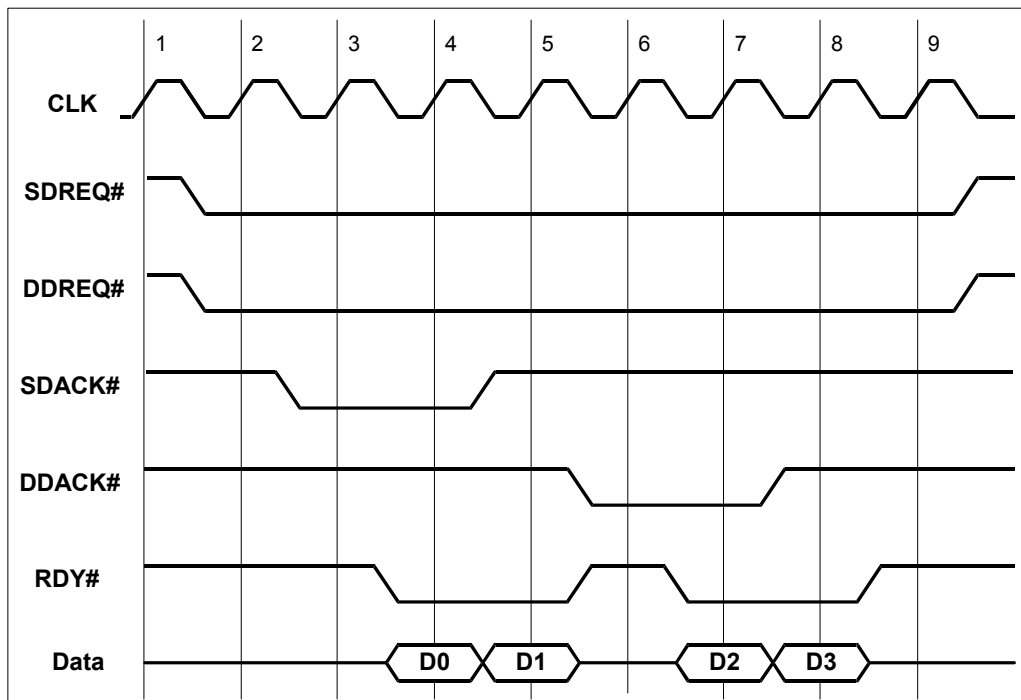 1 2 3 4 5 6 7 8 9
CLK
SDREQ#
DDREQ#
SDACK#
DDACK#
RDY#
Data D0 D1 D2 D3